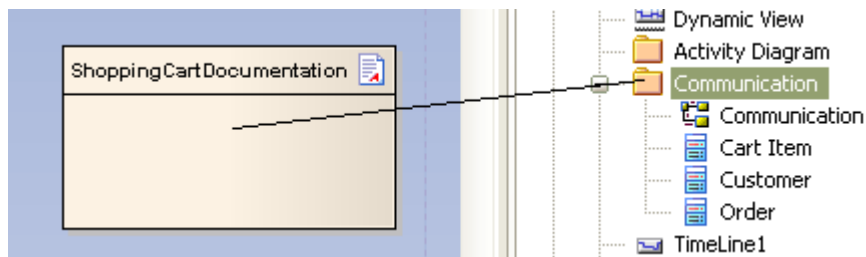 ShoppingCartDocumentation
Dynamic View
Activity Diagram
Communication
Communication
Cart Item
Customer
Order
TimeLine1